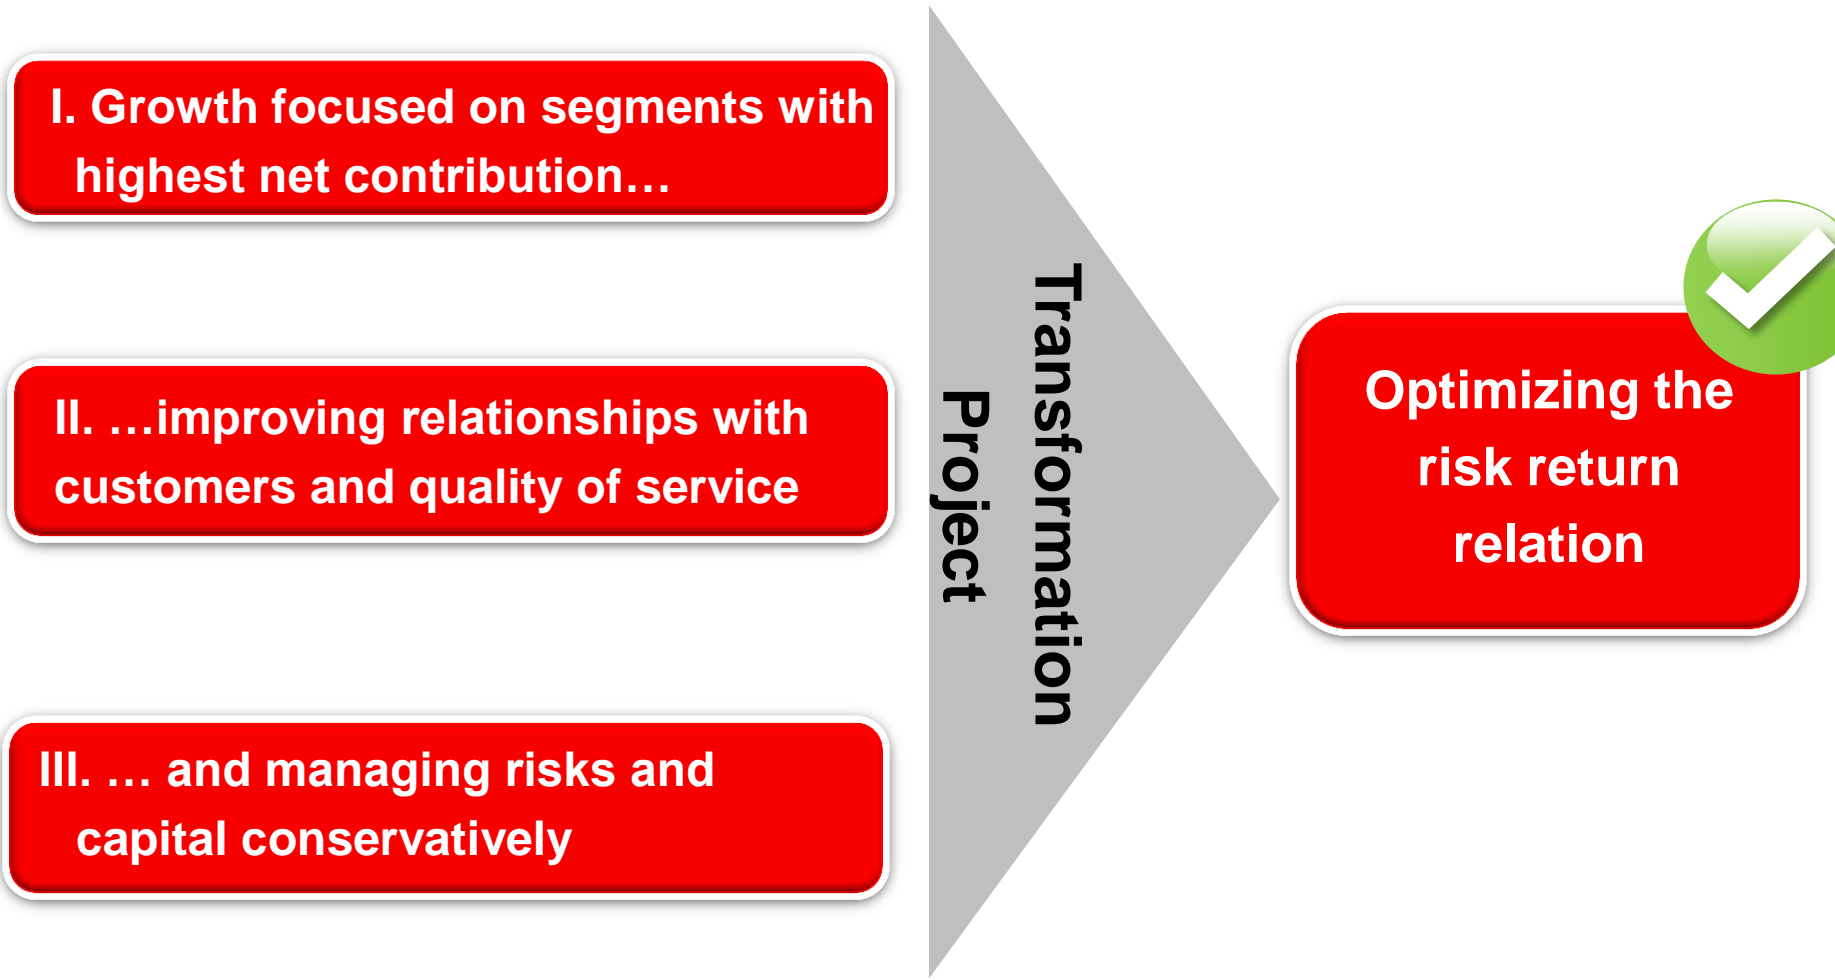 I. Growth focused on segments with
highest net contribution…
II. …improving relationships with
customers and quality of service
III. … and managing risks and
capital conservatively
Transformation
Project
Optimizing the
risk return
relation